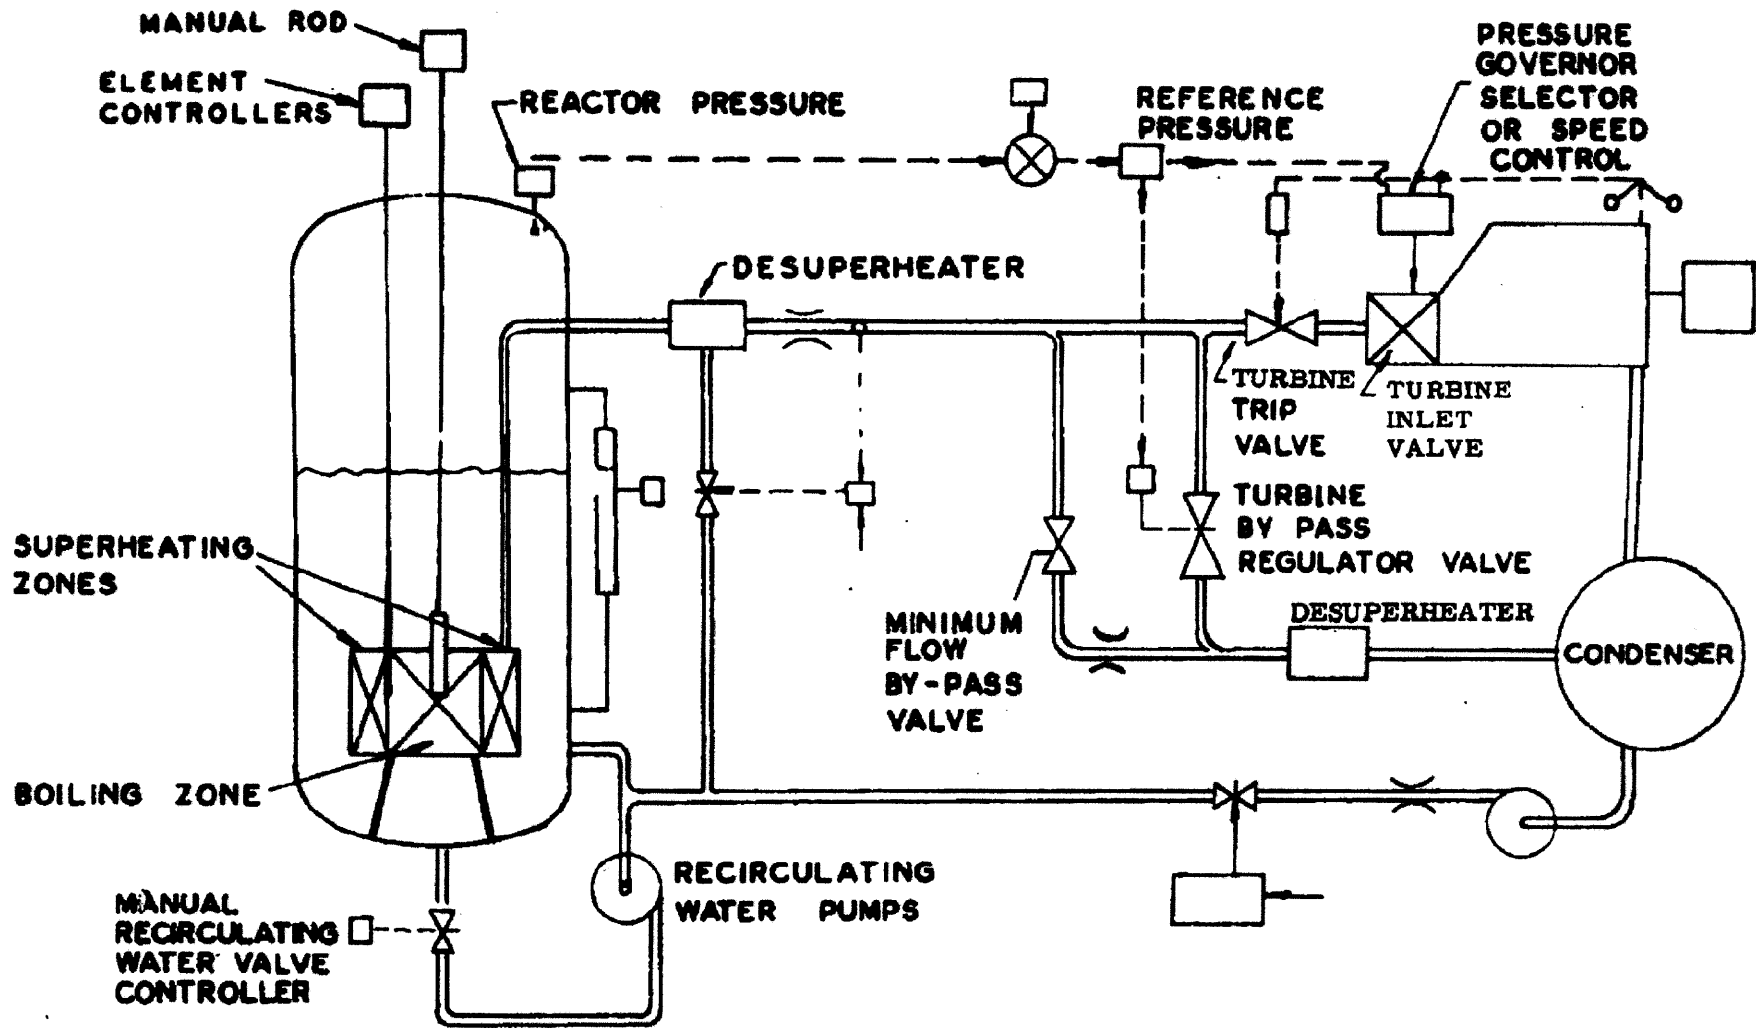 MANUAL ROD
ELEMENT
CONTROLLERS
REACTOR PRESSURE
REFERENCE
PRESSURE
PRESSURE
GOVERNOR
SELECTOR
OR SPEED
CONTROL
DESUPERHEATER
TURBINE
TRIP
VALVE
TURBINE
INLET
VALVE
TURBINE
BY PASS
REGULATOR VALVE
SUPERHEATING
ZONES
MINIMUM
FLOW
BY-PASS
VALVE
DESUPERHEATER
CONDENSER
BOILING ZONE
RECIRCULATING
WATER PUMPS
MANUAL
RECIRCULATING
WATER VALVE
CONTROLLER